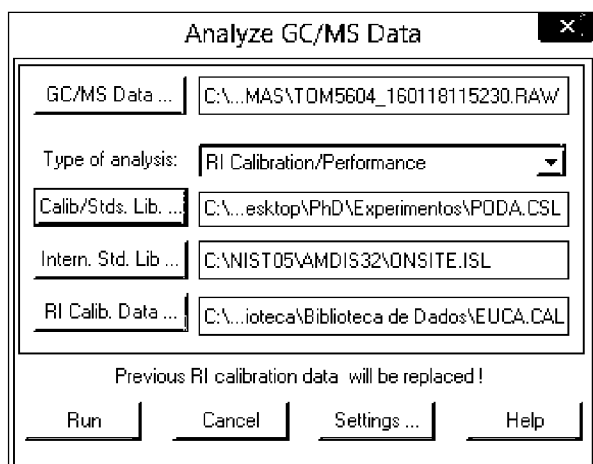 Analyze GC/MS Data
GC/MS Data ... C:\...MAS\TOM5604_160118115230.RAW
Type of analysis: RI Calibration/Performance
Calib/Stds. Lib. ... C:\...esktop\PhD\Experimentos\PODA.CSL
Intern. Std. Lib ... C:\NIST05\AMDIS32\ONSITE.ISL
RI Calib. Data ... C:\...ioteca\Biblioteca de Dados\EUCA.CAL
Previous RI calibration data will be replaced !
Run Cancel Settings ... Help